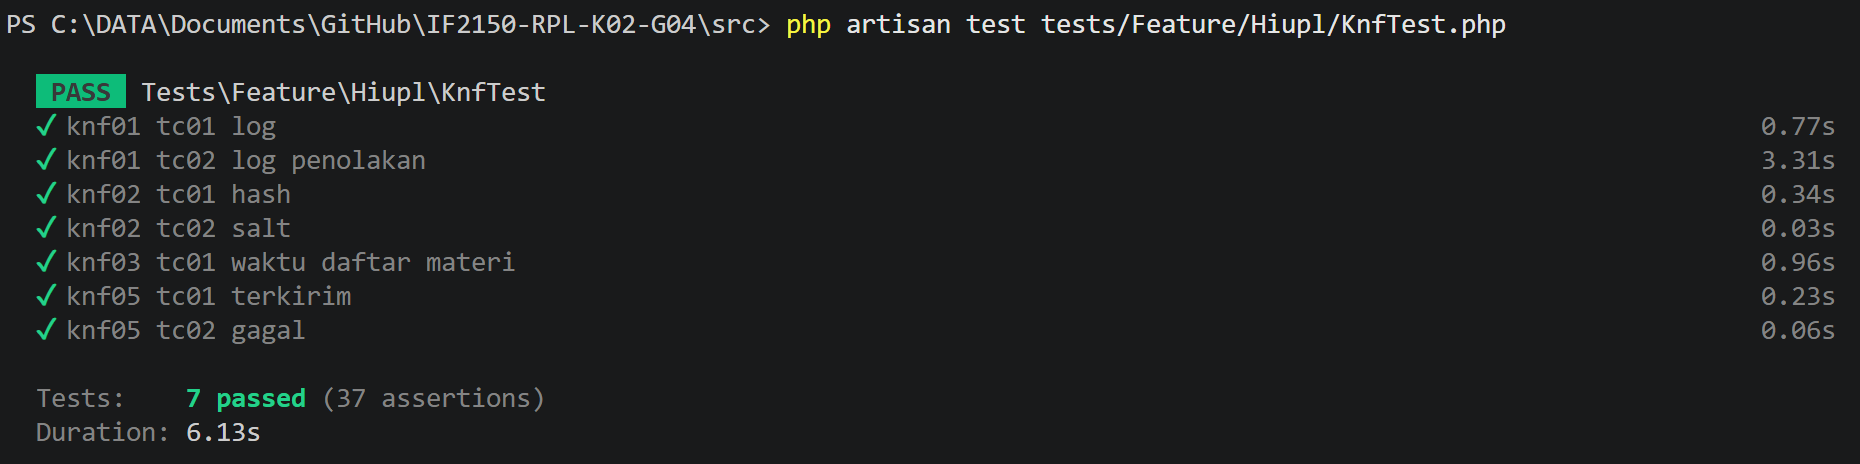 PS C:\DATA\Documents\GitHub\IF2150-RPL-K02-G04\src> php artisan test tests/Feature/Hiupl/KnfTest.php
PASS Tests\Feature\Hiupl\KnfTest
✓ knf01 tc01 log 0.77s
✓ knf01 tc02 log penolakan 3.31s
✓ knf02 tc01 hash 0.34s
✓ knf02 tc02 salt 0.03s
✓ knf03 tc01 waktu daftar materi 0.96s
✓ knf05 tc01 terkirim 0.23s
✓ knf05 tc02 gagal 0.06s
Tests: 7 passed (37 assertions)
Duration: 6.13s